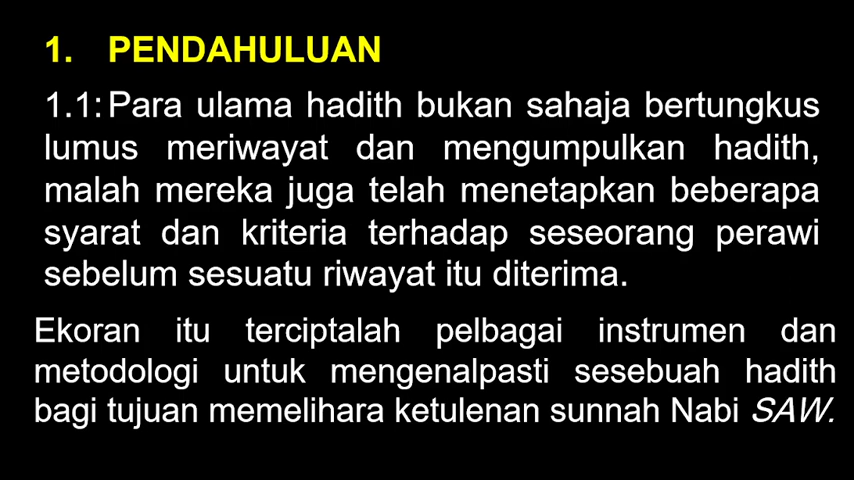 1. PENDAHULUAN
1.1: Para ulama hadith bukan sahaja bertungkus
lumus meriwayat dan mengumpulkan hadith,
malah mereka juga telah menetapkan beberapa
syarat dan kriteria terhadap seseorang perawi
sebelum sesuatu riwayat itu diterima.
Ekoran itu terciptalah pelbagai instrumen dan
metodologi untuk mengenalpasti sesebuah hadith
bagi tujuan memelihara ketulenan sunnah Nabi SAW.